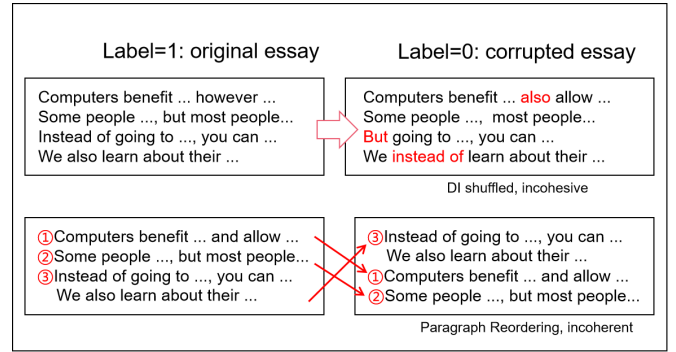 Label=1: original essay
Label=0: corrupted essay
Computers benefit ... however ...
Some people ..., but most people...
Instead of going to ..., you can ...
We also learn about their ...
Computers benefit ... also allow ...
Some people ..., most people...
But going to ..., you can ...
We instead of learn about their ...
DI shuffled, incohesive
①Computers benefit ... and allow ...
②Some people ..., but most people...
③Instead of going to ..., you can ...
We also learn about their ...
③Instead of going to ..., you can ...
We also learn about their ...
①Computers benefit ... and allow ...
②Some people ..., but most people...
Paragraph Reordering, incoherent